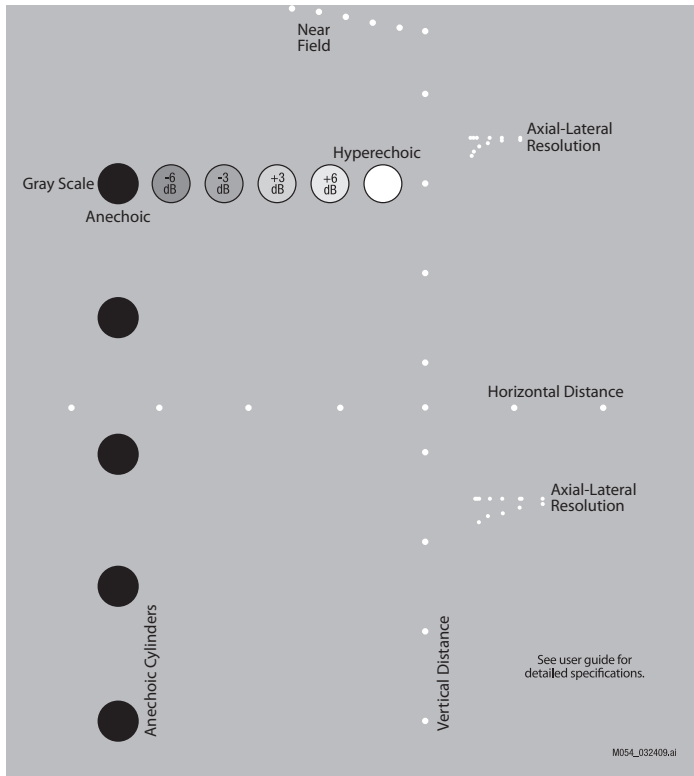 Near
Field
Axial-Lateral
Resolution
Hyperechoic
Gray Scale
-6
dB
-3
dB
+3
dB
+6
dB
Anechoic
Horizontal Distance
Axial-Lateral
Resolution
Anechoic Cylinders
Vertical Distance
See user guide for
detailed specifications.
M054_032409.ai